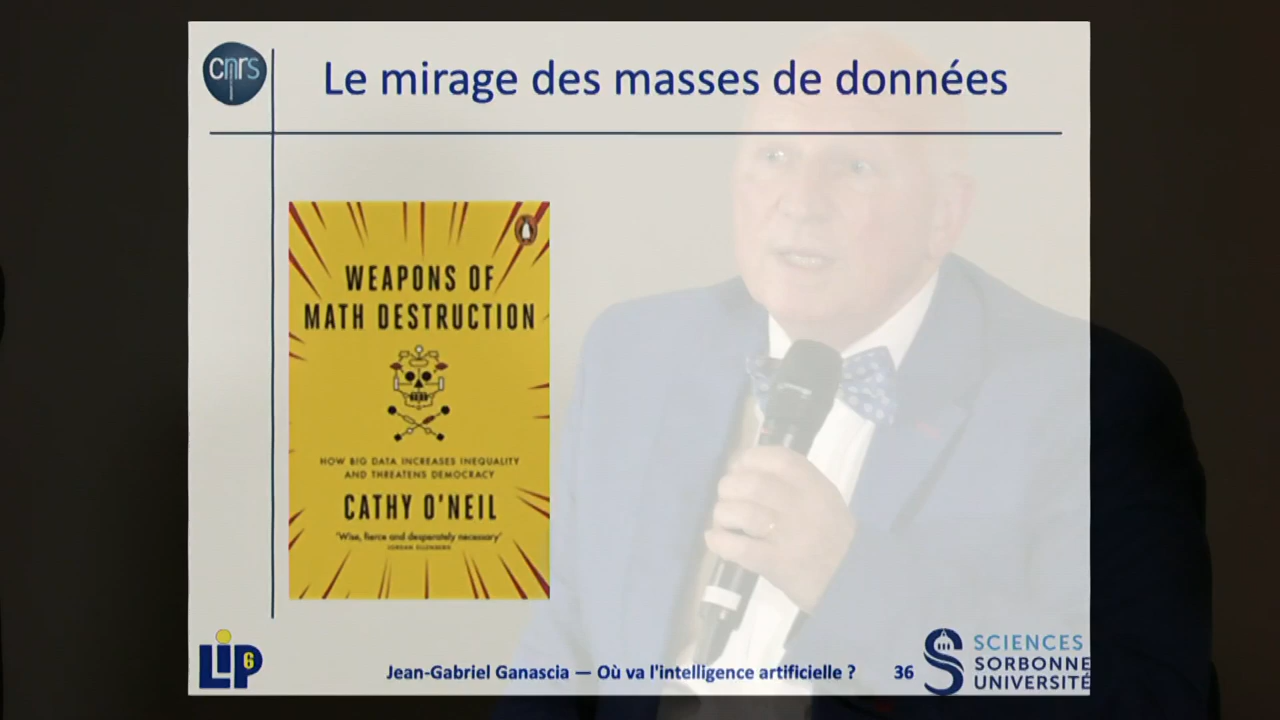 cnrs
Le mirage des masses de données
WEAPONS OF
MATH DESTRUCTION
HOW BIG DATA INCREASES INEQUALITY
AND THREATENS DEMOCRACY
CATHY O'NEIL
'Wise, fierce and desperately necessary'
JORDAN ELLENBERG
LIP6
Jean-Gabriel Ganascia — Où va l'intelligence artificielle ?
36
SCIENCES
SORBONNE
UNIVERSITÉ